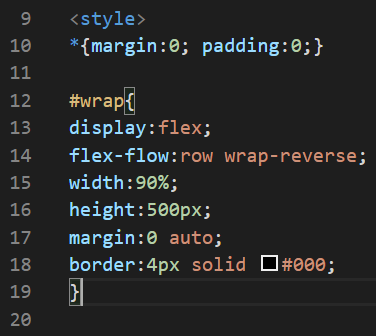 9 <style>
10 *{margin:0; padding:0;}
11
12 #wrap{
13 display:flex;
14 flex-flow:row wrap-reverse;
15 width:90%;
16 height:500px;
17 margin:0 auto;
18 border:4px solid #000;
19 }
20